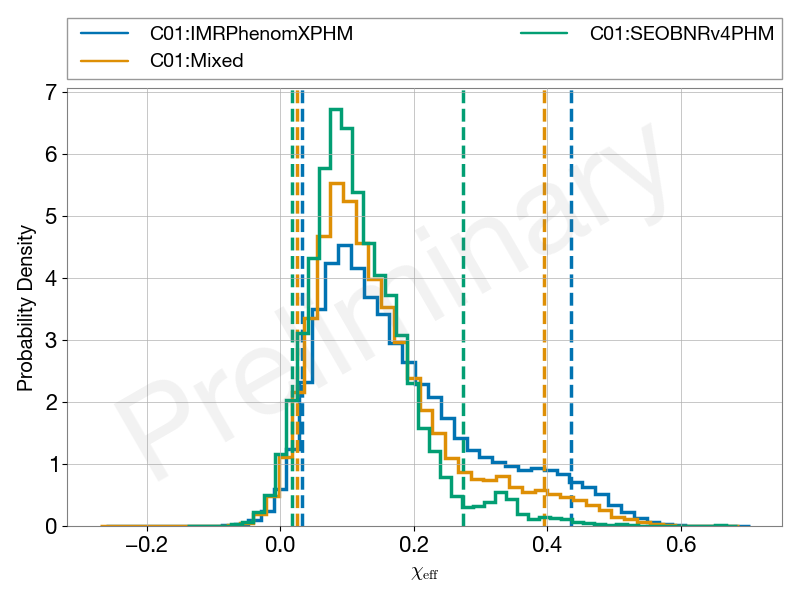 C01:IMRPhenomXPHM
C01:Mixed
C01:SEOBNRv4PHM
Preliminary
Probability Density
7
6
5
4
3
2
1
0
−0.2
0.0
0.2
0.4
0.6
χeff